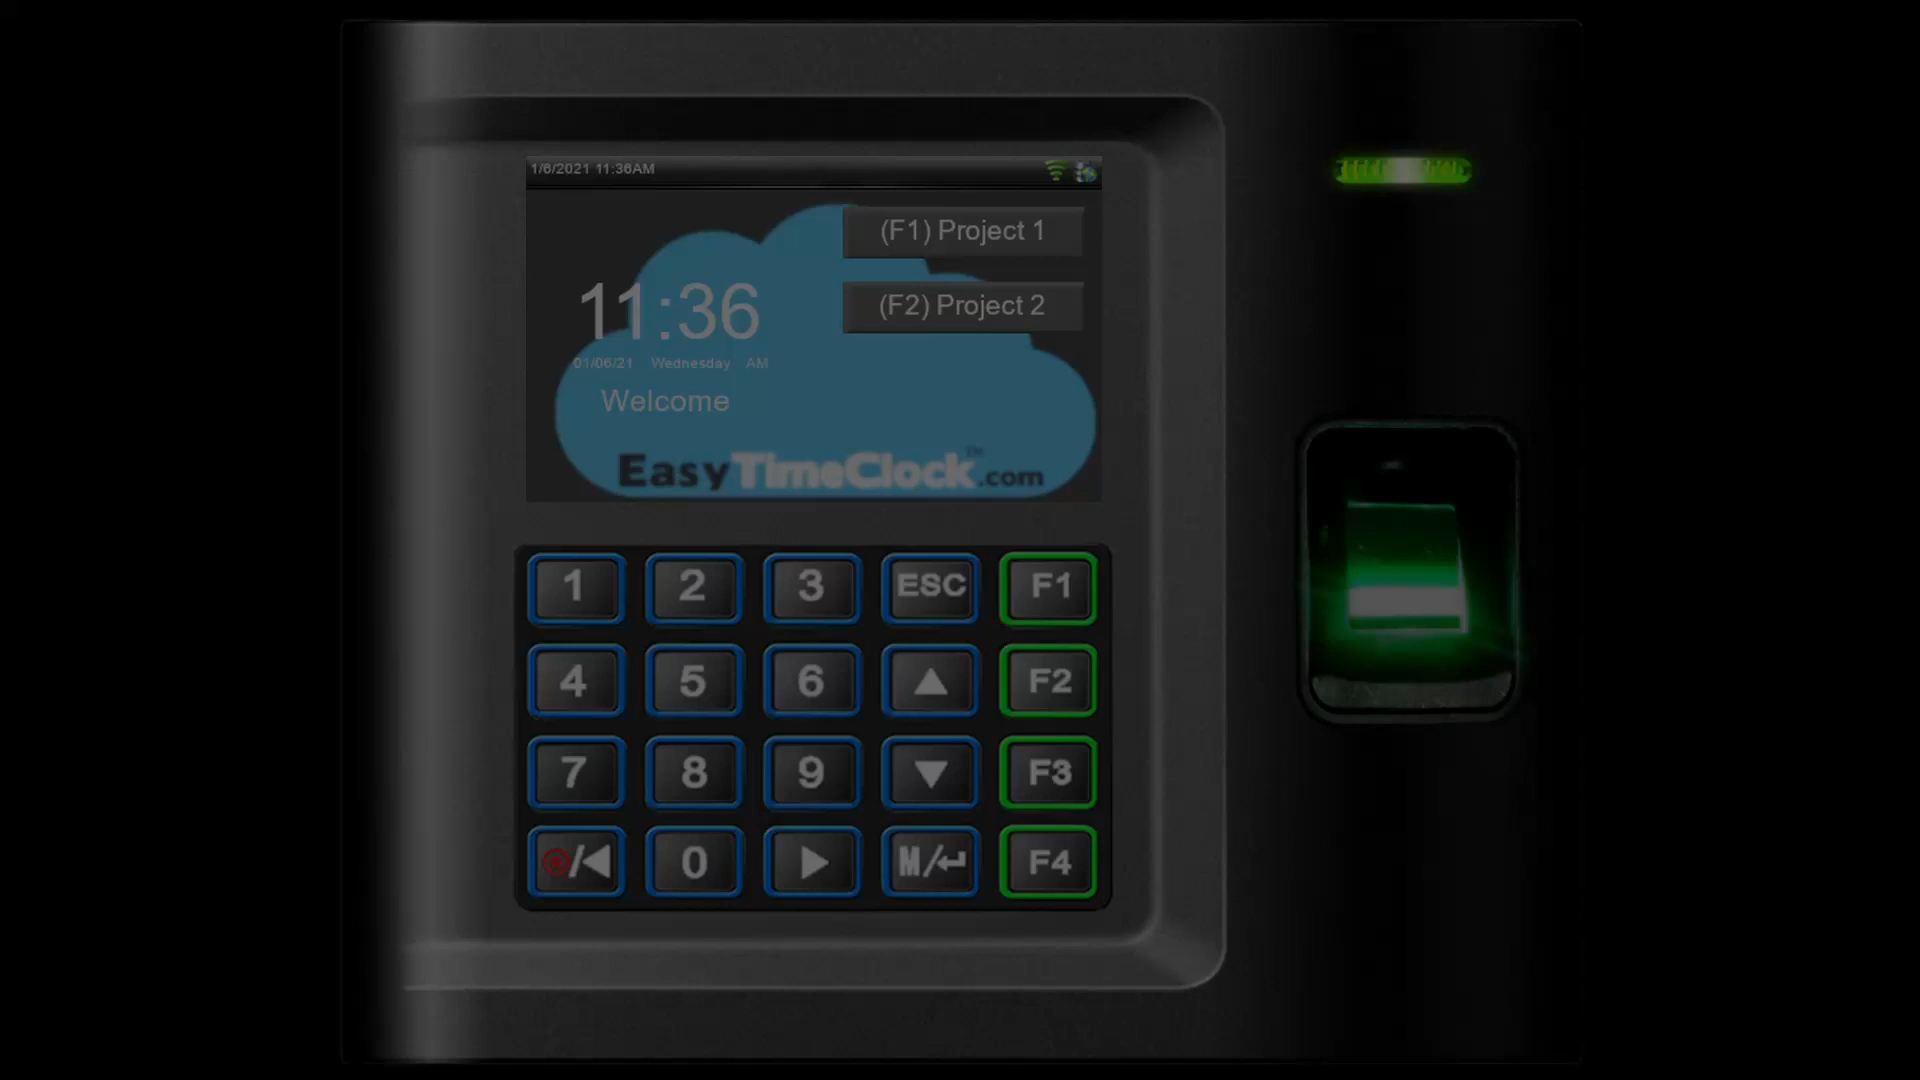 1/6/2021 11:36AM
(F1) Project 1
(F2) Project 2
11:36
01/06/21 Wednesday AM
Welcome
EasyTimeClock.com™
1 2 3 ESC F1
4 5 6 ▲ F2
7 8 9 ▼ F3
/◀ 0 ▶ M/↵ F4